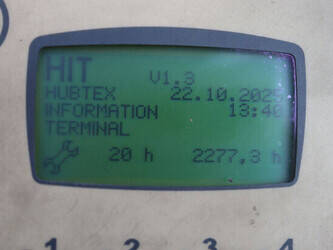 HIT V1.3
HUBTEX 22.10.2025
INFORMATION 13:40
TERMINAL
20 h 2277,3 h
1 2 3 4